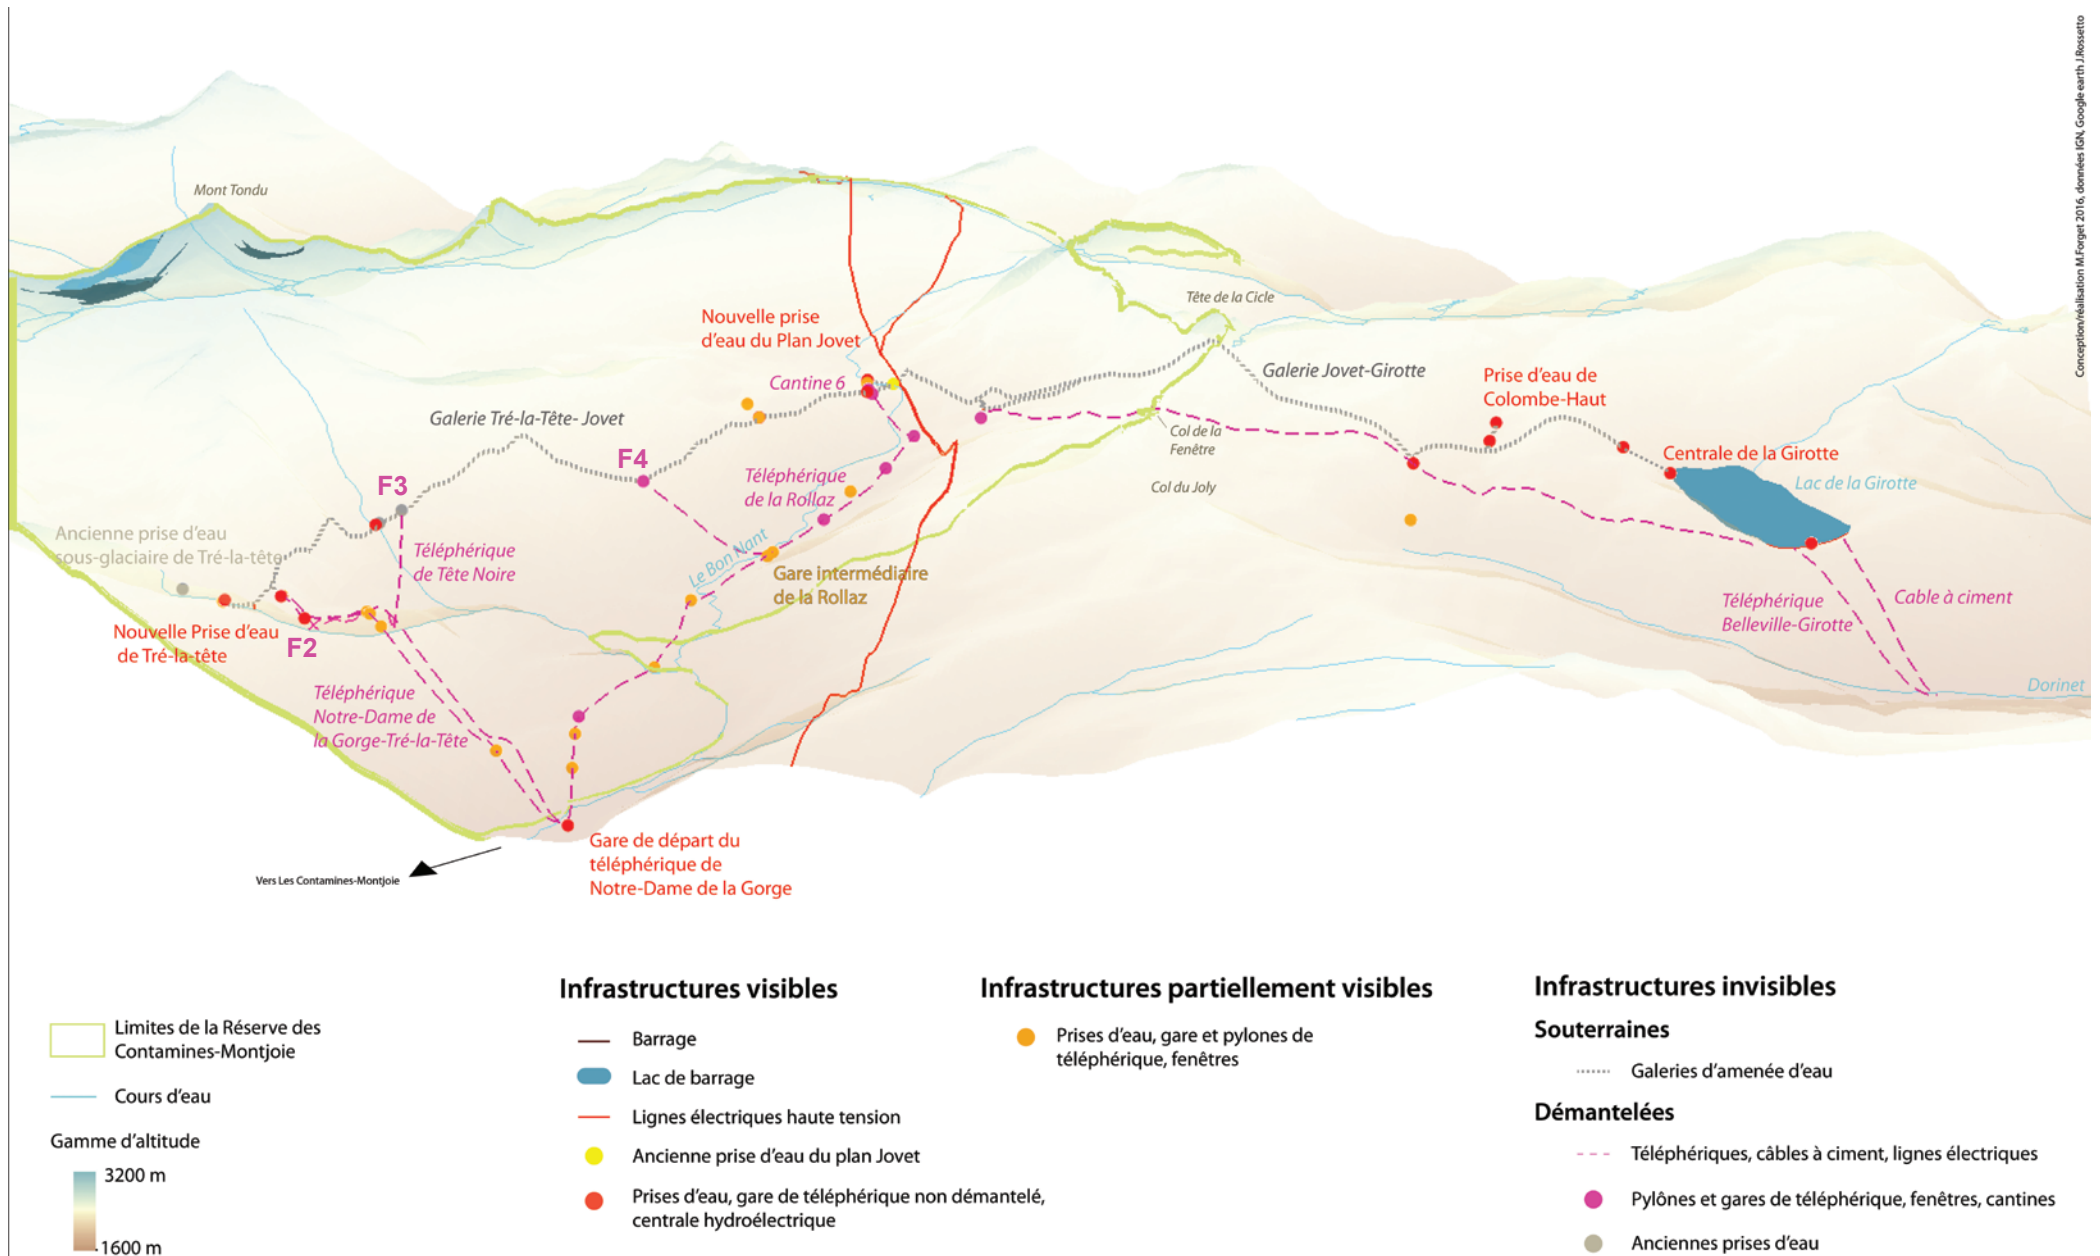 Conception/réalisation M.Forget 2016, données IGN, Google earth J.Rossetto
Mont Tondu
Tête de la Cicle
Nouvelle prise
d'eau du Plan Jovet
Cantine 6
Galerie Jovet-Girotte
Prise d'eau de
Colombe-Haut
Galerie Tré-la-Tête- Jovet
Col de la
Fenêtre
Centrale de la Girotte
F4
F3
Téléphérique
de la Rollaz
Col du Joly
Lac de la Girotte
Ancienne prise d'eau
sous-glaciaire de Tré-la-tête
Téléphérique
de Tête Noire
Le Bon Nant
Gare intermédiaire
de la Rollaz
Téléphérique
Belleville-Girotte
Cable à ciment
Nouvelle Prise d'eau
de Tré-la-tête
F2
Téléphérique
Notre-Dame de
la Gorge-Tré-la-Tête
Dorinet
Gare de départ du
téléphérique de
Notre-Dame de la Gorge
Vers Les Contamines-Montjoie
Limites de la Réserve des
Contamines-Montjoie
Cours d'eau
Gamme d'altitude
3200 m
1600 m
Infrastructures visibles
Barrage
Lac de barrage
Lignes électriques haute tension
Ancienne prise d'eau du plan Jovet
Prises d'eau, gare de téléphérique non démantelé,
centrale hydroélectrique
Infrastructures partiellement visibles
Prises d'eau, gare et pylones de
téléphérique, fenêtres
Infrastructures invisibles
Souterraines
Galeries d'amenée d'eau
Démantelées
Téléphériques, câbles à ciment, lignes électriques
Pylônes et gares de téléphérique, fenêtres, cantines
Anciennes prises d'eau